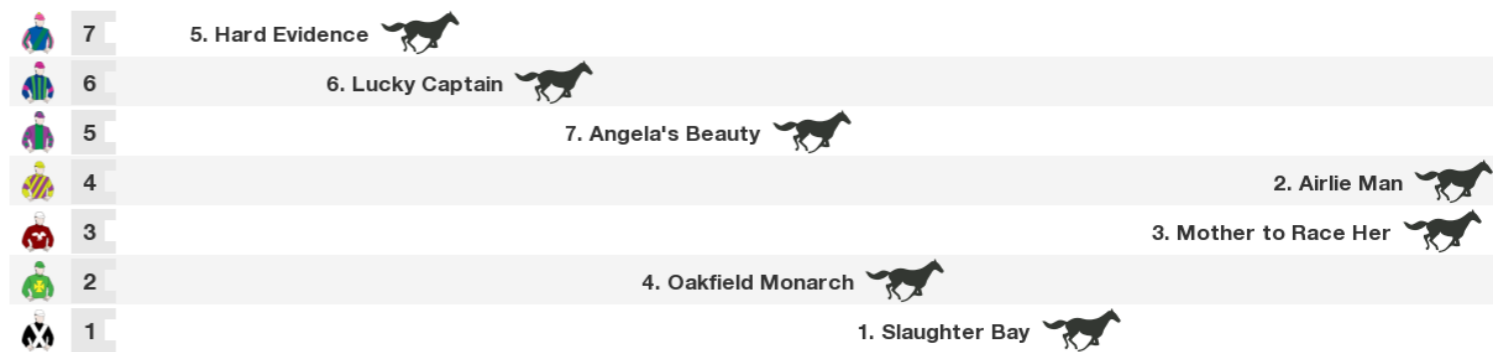 7 5. Hard Evidence
6 6. Lucky Captain
5 7. Angela's Beauty
4 2. Airlie Man
3 3. Mother to Race Her
2 4. Oakfield Monarch
1 1. Slaughter Bay